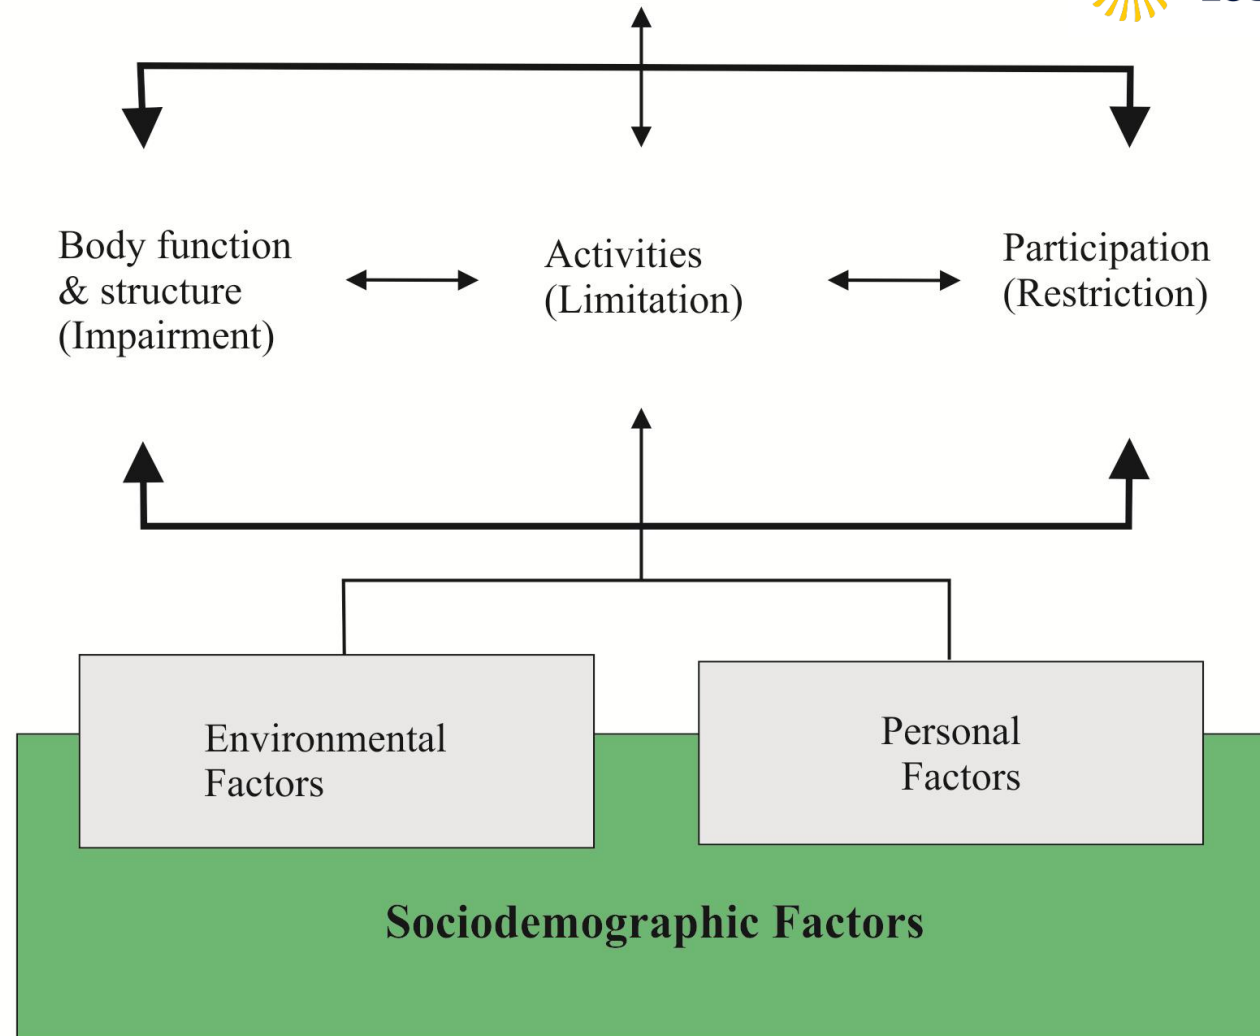 Body function
& structure
(Impairment)
Activities
(Limitation)
Participation
(Restriction)
Environmental
Factors
Personal
Factors
Sociodemographic Factors